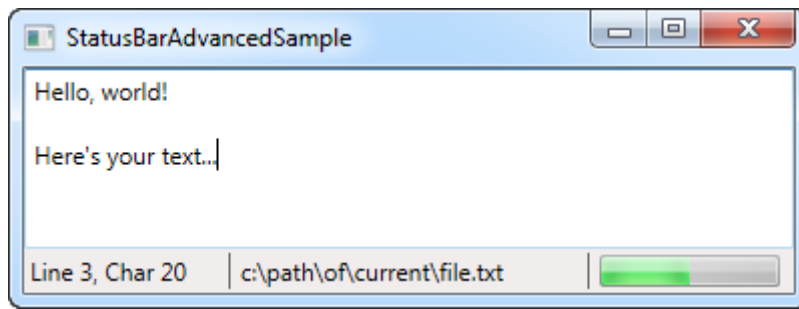 StatusBarAdvancedSample
Hello, world!
Here's your text...
Line 3, Char 20
c:\path\of\current\file.txt